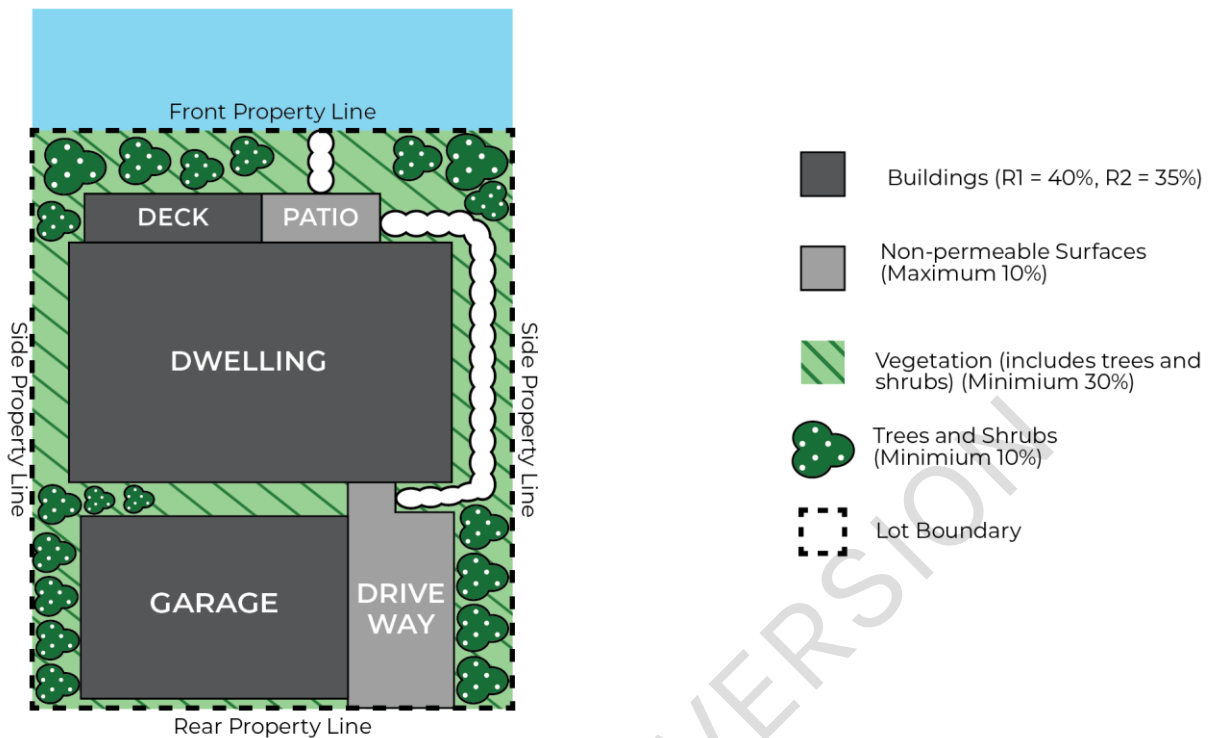 Front Property Line
DECK
PATIO
DWELLING
Side Property Line
Side Property Line
GARAGE
DRIVE
WAY
Rear Property Line
Buildings (R1 = 40%, R2 = 35%)
Non-permeable Surfaces
(Maximum 10%)
Vegetation (includes trees and
shrubs) (Minimium 30%)
Trees and Shrubs
(Minimium 10%)
Lot Boundary
VERSION